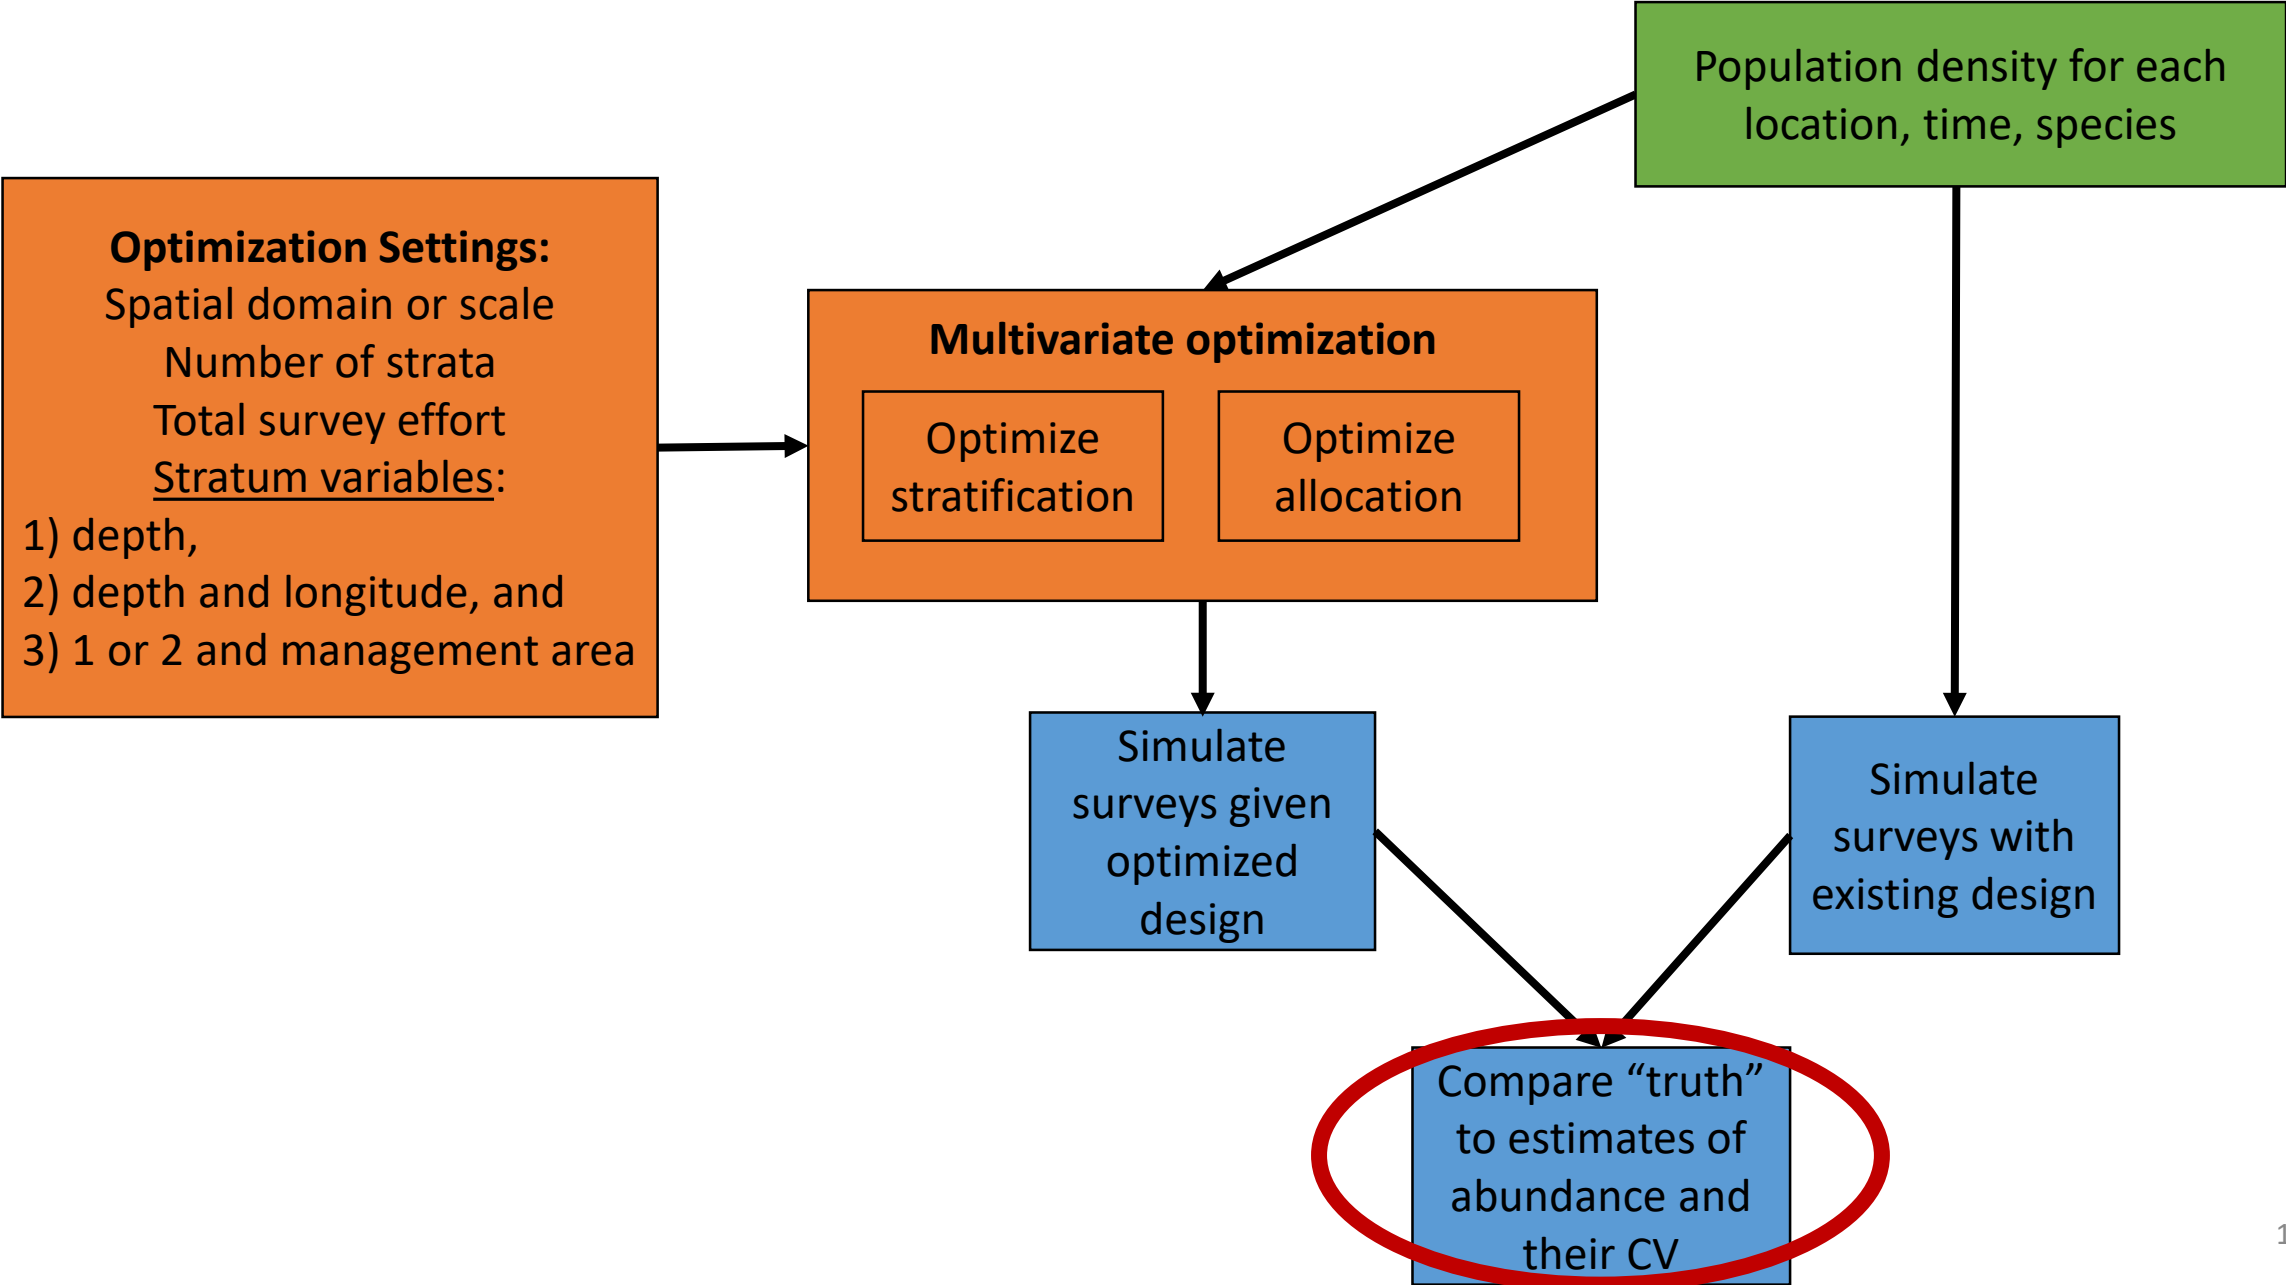 Population density for each
location, time, species
Optimization Settings:
Spatial domain or scale
Number of strata
Total survey effort
Stratum variables:
1) depth,
2) depth and longitude, and
3) 1 or 2 and management area
Multivariate optimization
Optimize
stratification
Optimize
allocation
Simulate
surveys given
optimized
design
Simulate
surveys with
existing design
Compare “truth”
to estimates of
abundance and
their CV
1